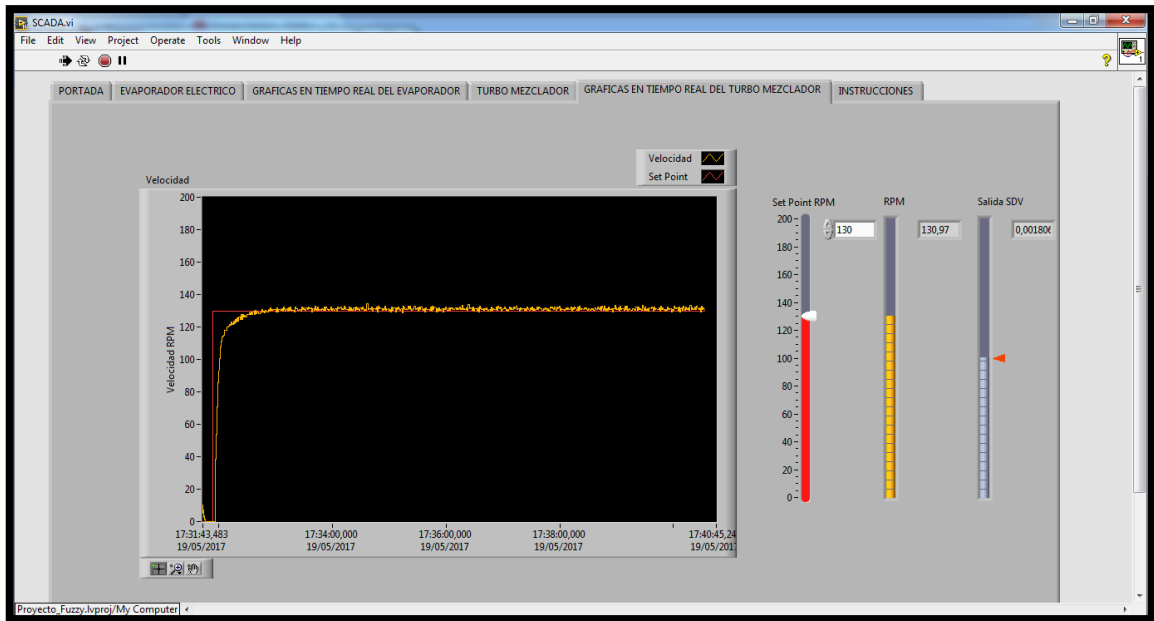 SCADA.vi
File Edit View Project Operate Tools Window Help
PORTADA EVAPORADOR ELECTRICO GRAFICAS EN TIEMPO REAL DEL EVAPORADOR TURBO MEZCLADOR GRAFICAS EN TIEMPO REAL DEL TURBO MEZCLADOR INSTRUCCIONES
Velocidad
Set Point
Velocidad
200
180
160
140
120
100
80
60
40
20
0
Velocidad RPM
17:31:43,483 17:34:00,000 17:36:00,000 17:38:00,000 17:40:45,24
19/05/2017 19/05/2017 19/05/2017 19/05/2017 19/05/201
Set Point RPM RPM Salida SDV
130 130,97 0,001806
200
180
160
140
120
100
80
60
40
20
0
Proyecto_Fuzzy.lvproj/My Computer
1